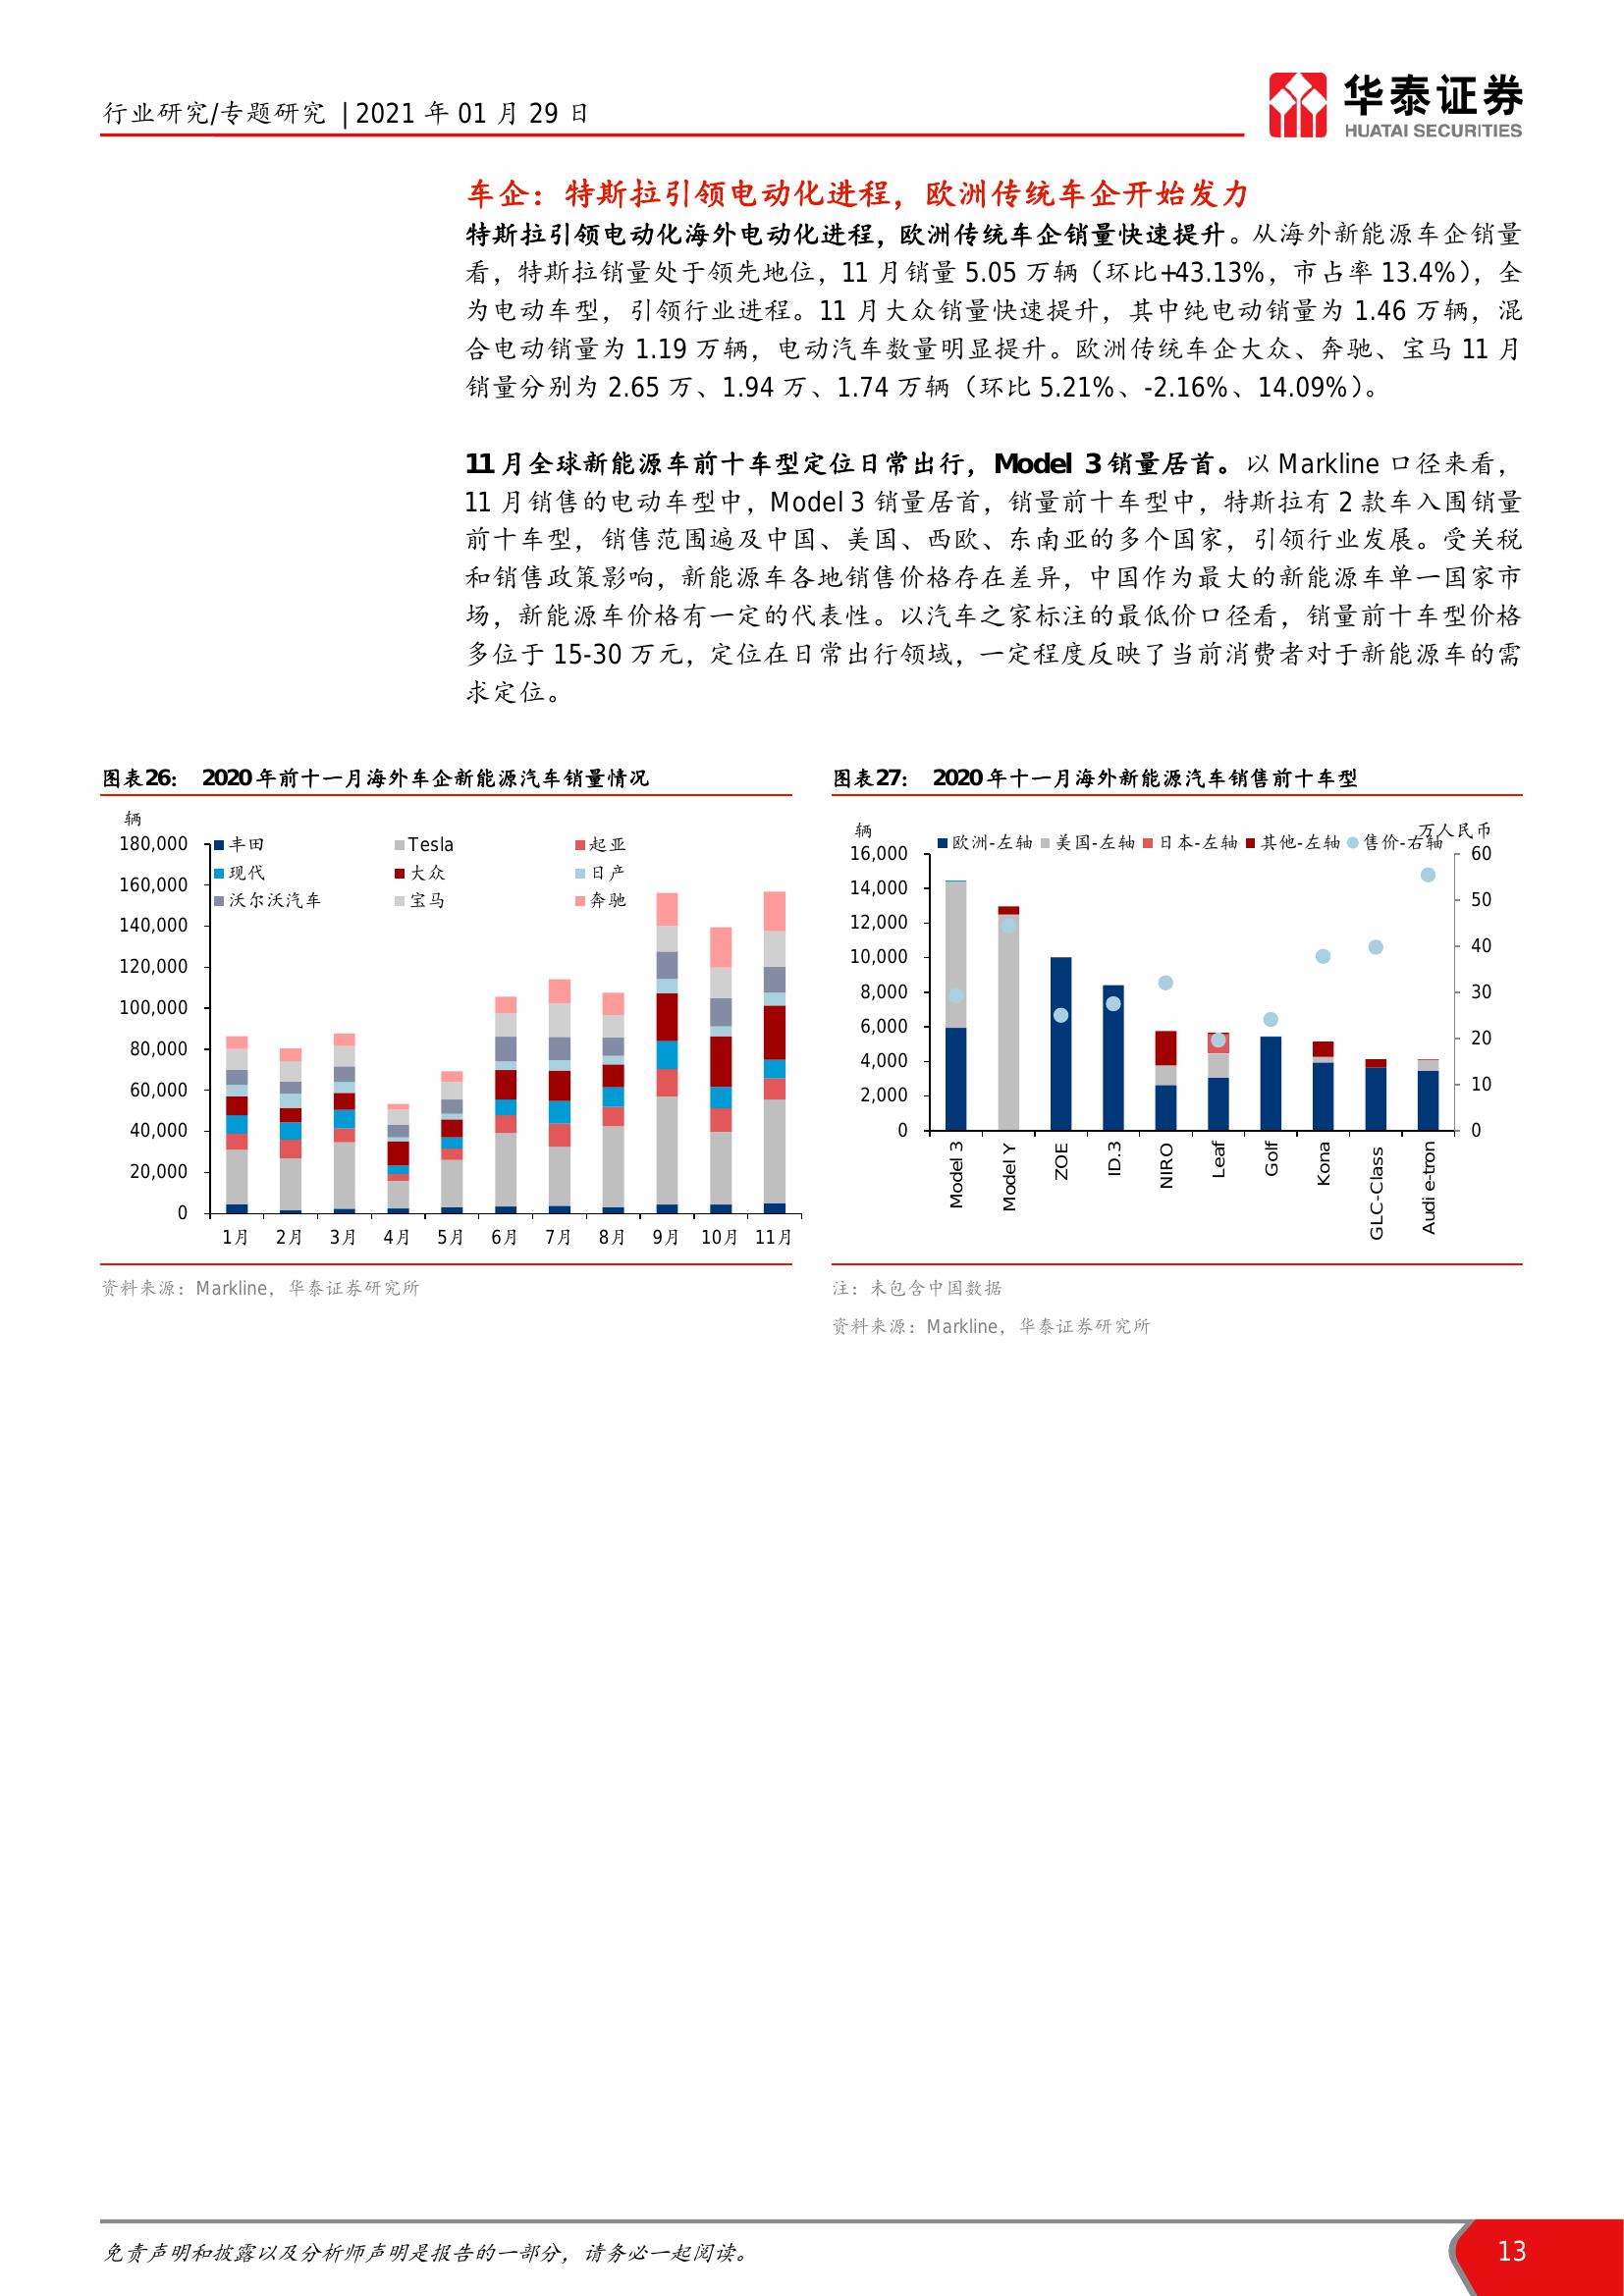 行业研究/专题研究 | 2021 年 01 月 29 日
华泰证券
HUATAI SECURITIES
车企：特斯拉引领电动化进程，欧洲传统车企开始发力
特斯拉引领电动化海外电动化进程，欧洲传统车企销量快速提升。从海外新能源车企销量
看，特斯拉销量处于领先地位，11 月销量 5.05 万辆（环比+43.13%，市占率 13.4%），全
为电动车型，引领行业进程。11 月大众销量快速提升，其中纯电动销量为 1.46 万辆，混
合电动销量为 1.19 万辆，电动汽车数量明显提升。欧洲传统车企大众、奔驰、宝马 11 月
销量分别为 2.65 万、1.94 万、1.74 万辆（环比 5.21%、-2.16%、14.09%）。
11 月全球新能源车前十车型定位日常出行，Model 3 销量居首。以 Markline 口径来看，
11 月销售的电动车型中，Model 3 销量居首，销量前十车型中，特斯拉有 2 款车入围销量
前十车型，销售范围遍及中国、美国、西欧、东南亚的多个国家，引领行业发展。受关税
和销售政策影响，新能源车各地销售价格存在差异，中国作为最大的新能源车单一国家市
场，新能源车价格有一定的代表性。以汽车之家标注的最低价口径看，销量前十车型价格
多位于 15-30 万元，定位在日常出行领域，一定程度反映了当前消费者对于新能源车的需
求定位。
图表26： 2020 年前十一月海外车企新能源汽车销量情况
辆
180,000
160,000
140,000
120,000
100,000
80,000
60,000
40,000
20,000
0
丰田 Tesla 起亚
现代 大众 日产
沃尔沃汽车 宝马 奔驰
1月 2月 3月 4月 5月 6月 7月 8月 9月 10月 11月
资料来源：Markline，华泰证券研究所
图表27： 2020 年十一月海外新能源汽车销售前十车型
辆
万人民币
欧洲-左轴 美国-左轴 日本-左轴 其他-左轴 售价-右轴
16,000
14,000
12,000
10,000
8,000
6,000
4,000
2,000
0
60
50
40
30
20
10
0
Model 3
Model Y
ZOE
ID.3
NIRO
Leaf
Golf
Kona
GLC-Class
Audi e-tron
注：未包含中国数据
资料来源：Markline，华泰证券研究所
免责声明和披露以及分析师声明是报告的一部分，请务必一起阅读。
13